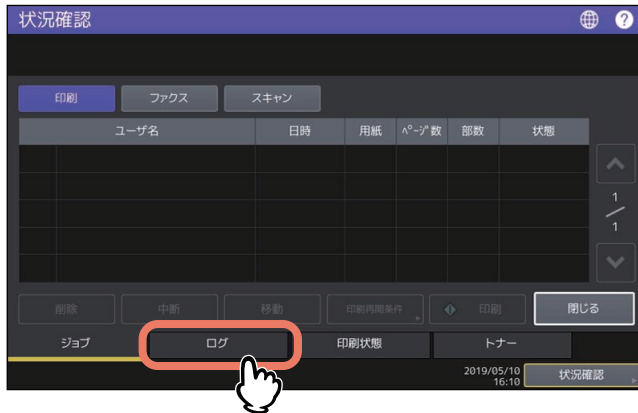 状況確認
?
印刷 ファクス スキャン
ユーザ名 日時 用紙 ページ数 部数 状態
1
1
削除 中断 移動 印刷再開条件 印刷 閉じる
ジョブ ログ 印刷状態 トナー
2019/05/10
16:10
状況確認